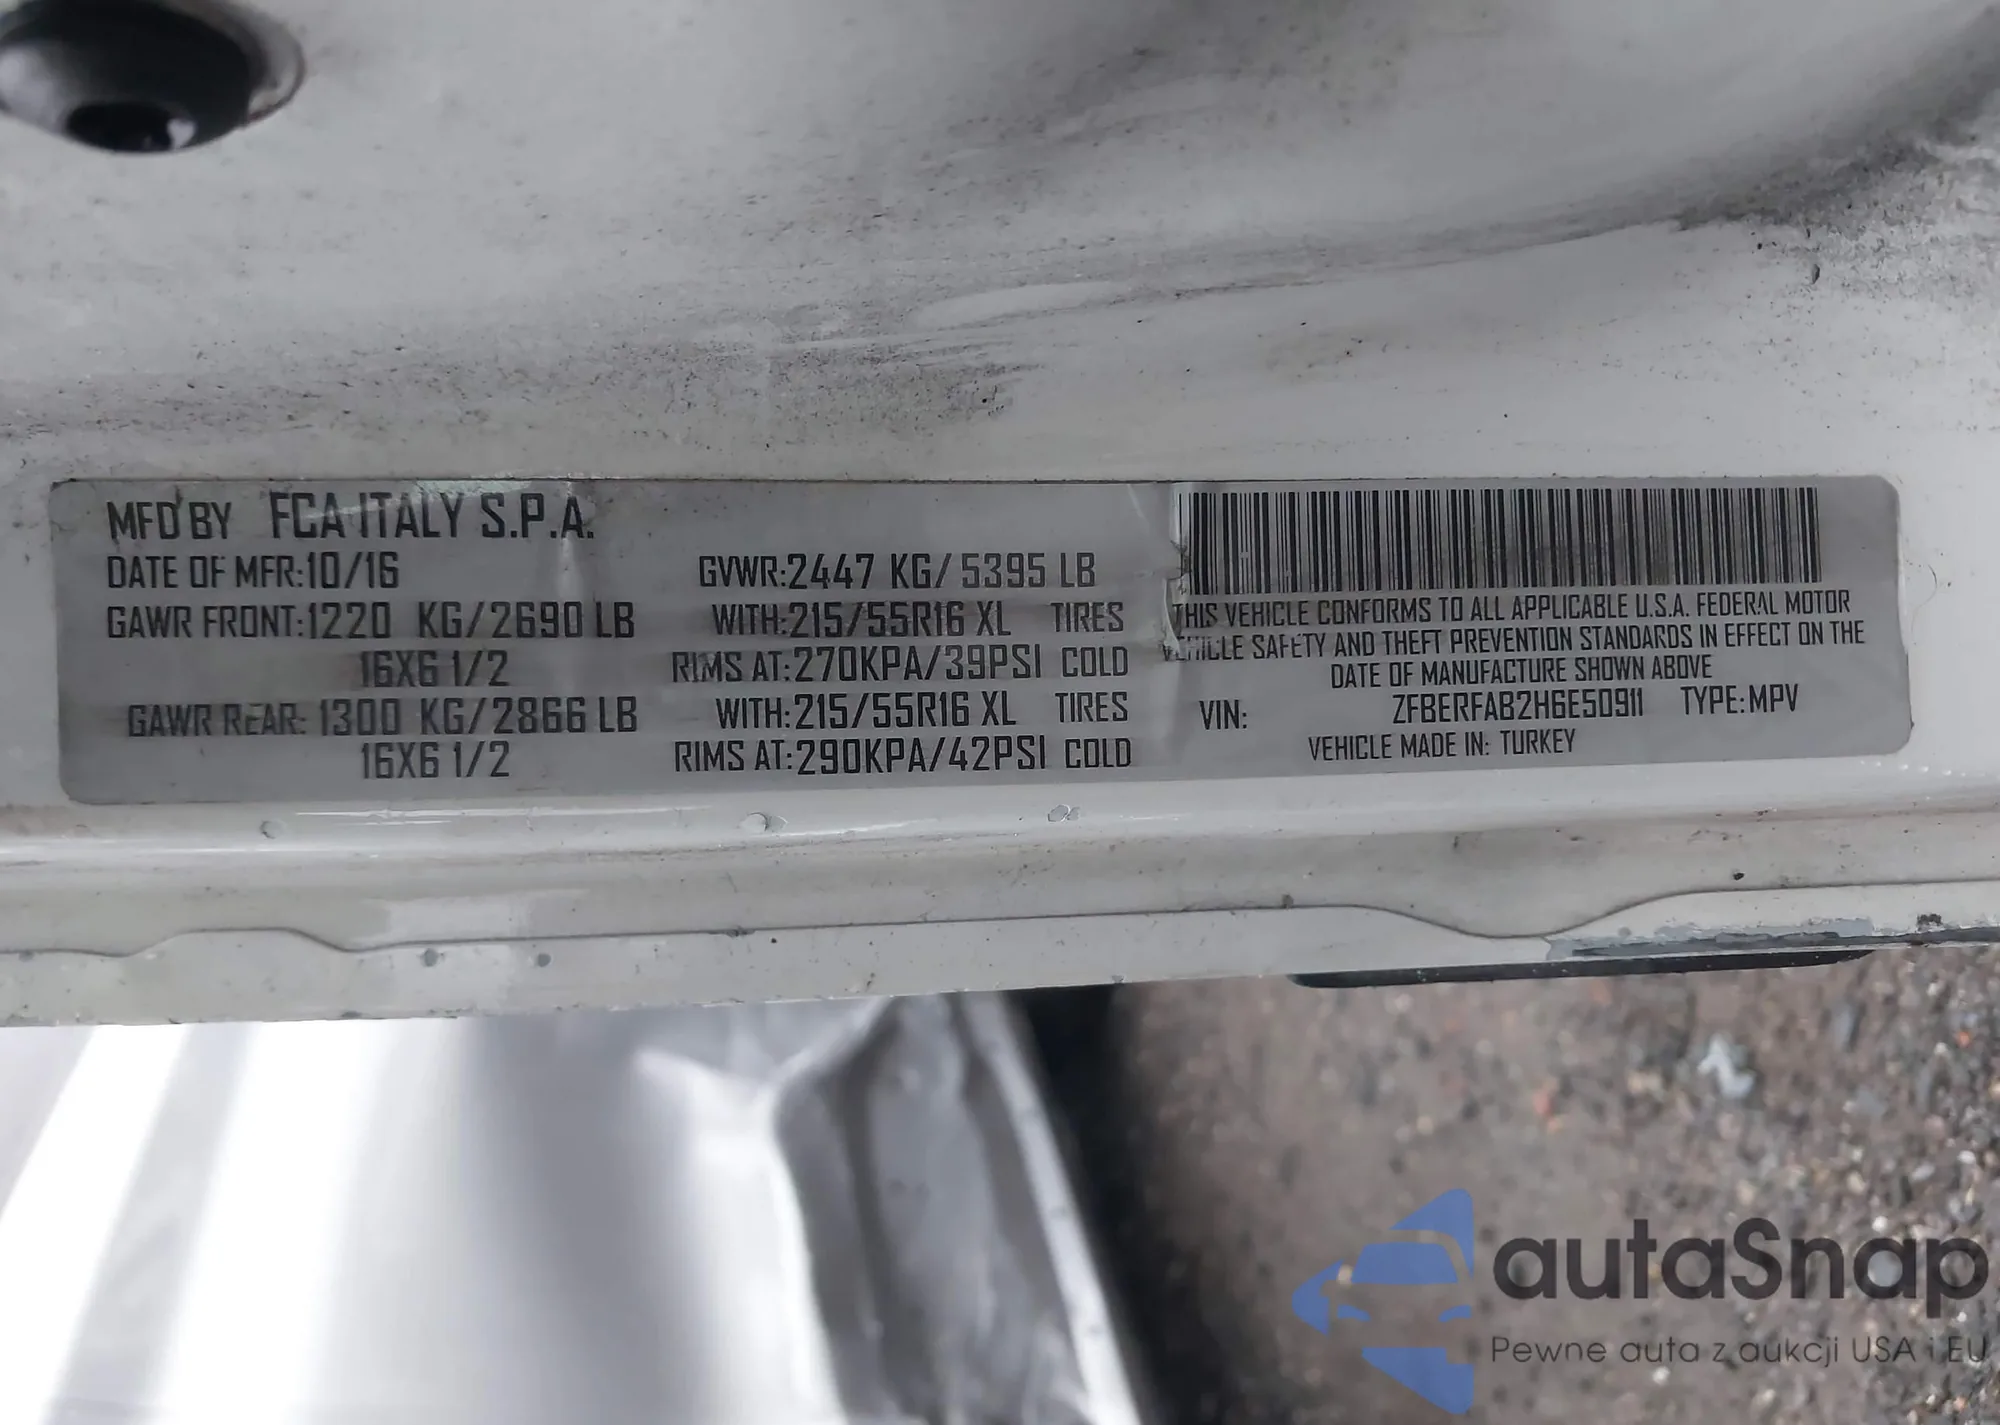 MFD BY FCA ITALY S.P.A.
DATE OF MFR:10/16 GVWR:2447 KG/5395 LB
GAWR FRONT:1220 KG/2690 LB WITH:215/55R16 XL TIRES
16X6 1/2 RIMS AT:270KPA/39PSI COLD
GAWR REAR: 1300 KG/2866 LB WITH:215/55R16 XL TIRES
16X6 1/2 RIMS AT:290KPA/42PSI COLD
THIS VEHICLE CONFORMS TO ALL APPLICABLE U.S.A. FEDERAL MOTOR
VEHICLE SAFETY AND THEFT PREVENTION STANDARDS IN EFFECT ON THE
DATE OF MANUFACTURE SHOWN ABOVE
VIN: ZFBERFAB2H6E50911 TYPE:MPV
VEHICLE MADE IN: TURKEY
autaSnap
Pewne auta z aukcji USA i EU